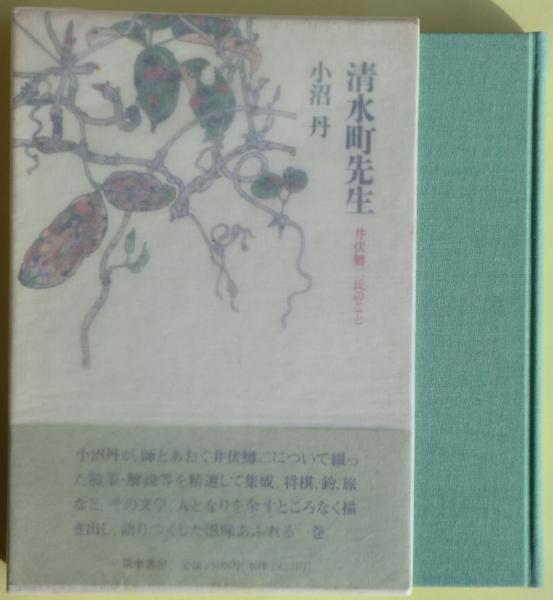 清水町先生
小沼 丹
井伏鱒二氏のこと
小沼丹が、師とあおぐ井伏鱒二について綴っ
た随筆・解説等を精選して集成。将棋、釣、旅
など、その文学、人となりを余すところなく描
き出し、語りつくした滋味あふれる一巻
筑摩書房